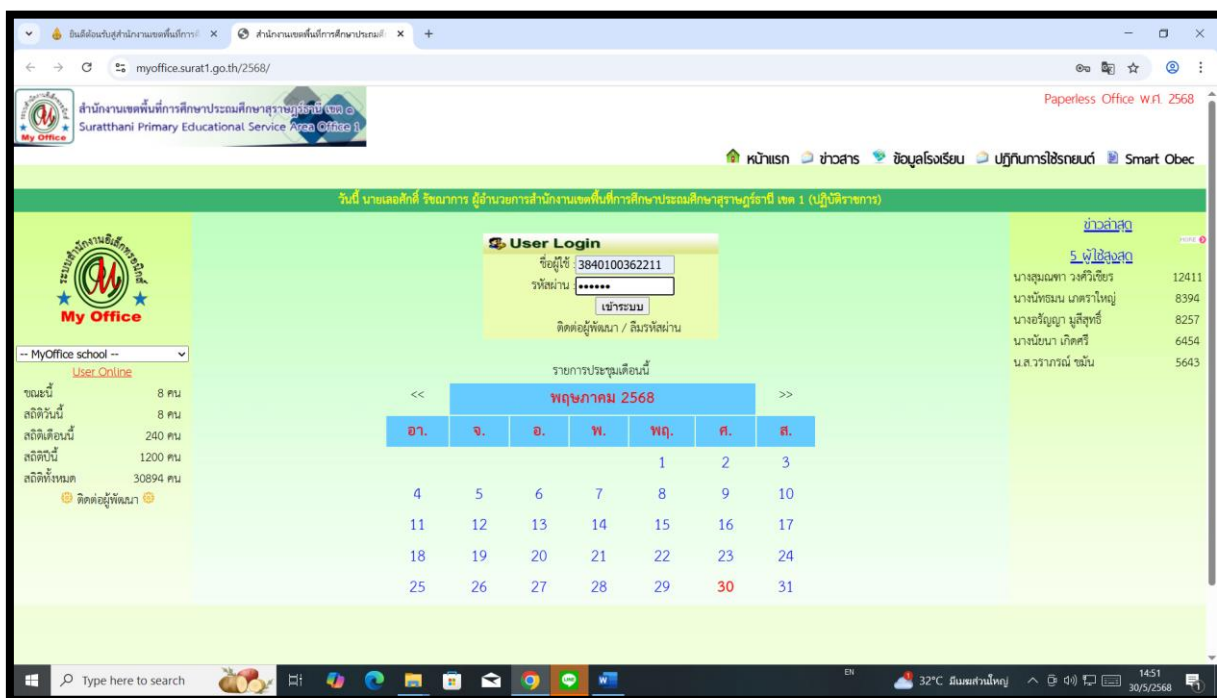 อินดีต้อนรับสู่สำนักงานเขตพื้นที่การศึ
สำนักงานเขตพื้นที่การศึกษาประถมศึ
myoffice.surat1.go.th/2568/
สำนักงานเขตพื้นที่การศึกษาประถมศึกษาสุราษฎร์ธานี เขต ๑
Suratthani Primary Educational Service Area Office 1
My Office
Paperless Office พ.ศ. 2568
หน้าแรก ข่าวสาร ข้อมูลโรงเรียน ปฏิทินการใช้รถยนต์ Smart Obec
วันนี้ นายเลอศักดิ์ รัชณาการ ผู้อำนวยการสำนักงานเขตพื้นที่การศึกษาประถมศึกษาสุราษฎร์ธานี เขต 1 (ปฏิบัติราชการ)
ระบบสำนักงานอิเล็กทรอนิกส์
My Office
-- MyOffice school --
User Online
ขณะนี้ 8 คน
สถิติวันนี้ 8 คน
สถิติเดือนนี้ 240 คน
สถิติปีนี้ 1200 คน
สถิติทั้งหมด 30894 คน
ติดต่อผู้พัฒนา
User Login
ชื่อผู้ใช้ : 3840100362211
รหัสผ่าน : ••••••
เข้าระบบ
ติดต่อผู้พัฒนา / ลืมรหัสผ่าน
รายการประชุมเดือนนี้
<< พฤษภาคม 2568 >>
อา. จ. อ. พ. พฤ. ศ. ส.
1 2 3
4 5 6 7 8 9 10
11 12 13 14 15 16 17
18 19 20 21 22 23 24
25 26 27 28 29 30 31
ข่าวล่าสุด
MORE
5 ผู้ใช้สูงสุด
นางสุมณฑา วงศ์วิเชียร 12411
นางนัทธมน เกตราใหญ่ 8394
นางอรัญญา มูสีสุทธิ์ 8257
นางนัยนา เกิดศรี 6454
น.ส.วราภรณ์ ขมัน 5643
Type here to search
EN
32°C มีเมฆส่วนใหญ่
14:51
30/5/2568